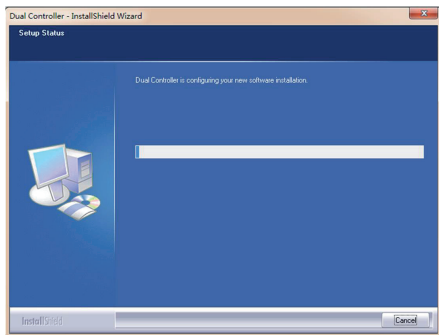 Dual Controller - InstallShield Wizard
Setup Status
Dual Controller is configuring your new software installation.
InstallShield
Cancel